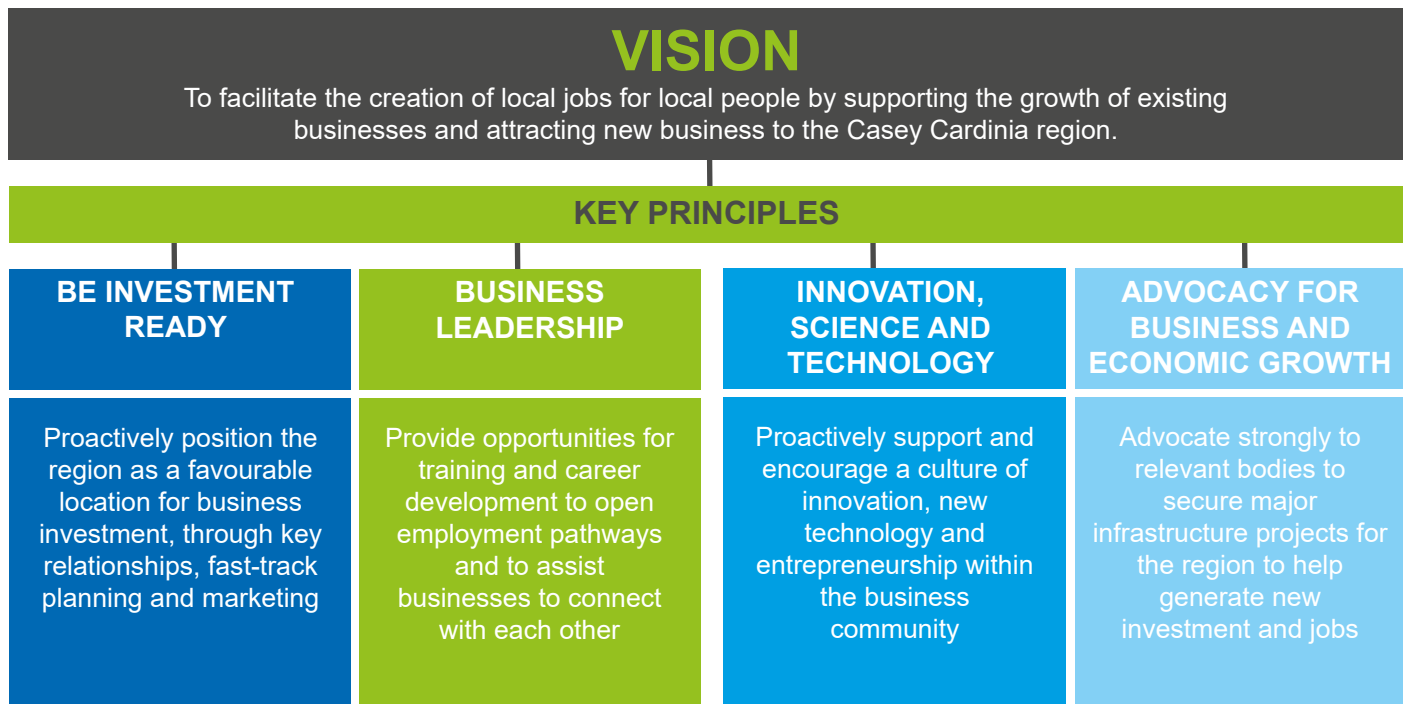 VISION
To facilitate the creation of local jobs for local people by supporting the growth of existing
businesses and attracting new business to the Casey Cardinia region.
KEY PRINCIPLES
BE INVESTMENT
READY
Proactively position the
region as a favourable
location for business
investment, through key
relationships, fast-track
planning and marketing
BUSINESS
LEADERSHIP
Provide opportunities for
training and career
development to open
employment pathways
and to assist
businesses to connect
with each other
INNOVATION,
SCIENCE AND
TECHNOLOGY
Proactively support and
encourage a culture of
innovation, new
technology and
entrepreneurship within
the business
community
ADVOCACY FOR
BUSINESS AND
ECONOMIC GROWTH
Advocate strongly to
relevant bodies to
secure major
infrastructure projects for
the region to help
generate new
investment and jobs